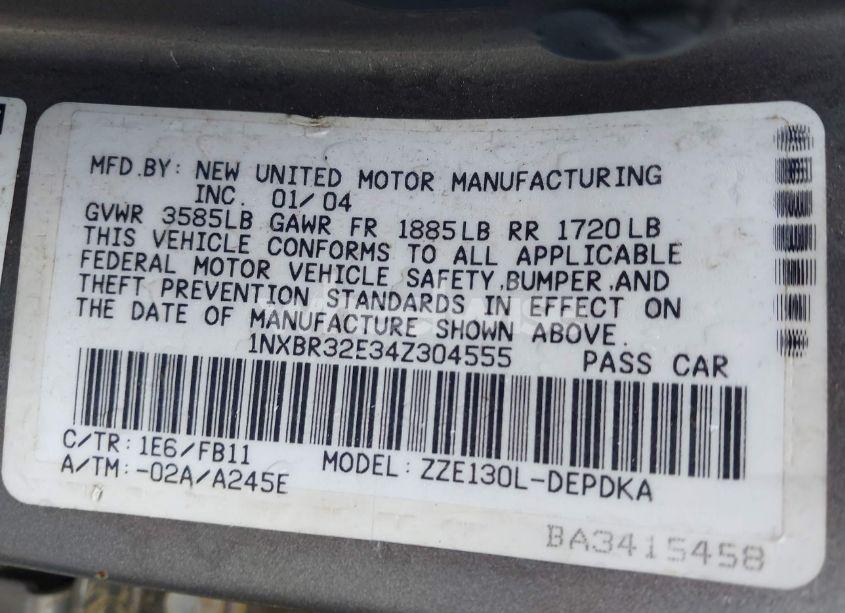 MFD.BY: NEW UNITED MOTOR MANUFACTURING
INC. 01/04
GVWR 3585LB GAWR FR 1885LB RR 1720LB
THIS VEHICLE CONFORMS TO ALL APPLICABLE
FEDERAL MOTOR VEHICLE SAFETY,BUMPER,AND
THEFT PREVENTION STANDARDS IN EFFECT ON
THE DATE OF MANUFACTURE SHOWN ABOVE.
1NXBR32E34Z304555 PASS CAR
C/TR: 1E6/FB11
A/TM:-02A/A245E MODEL: ZZE130L-DEPDKA
BA3415458